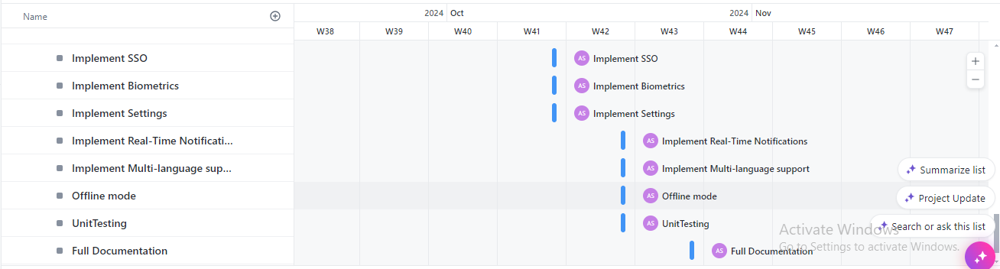 Name
2024 Oct 2024 Nov
W38 W39 W40 W41 W42 W43 W44 W45 W46 W47
Implement SSO AS Implement SSO
Implement Biometrics AS Implement Biometrics
Implement Settings AS Implement Settings
Implement Real-Time Notificati... AS Implement Real-Time Notifications
Implement Multi-language sup... AS Implement Multi-language support
Summarize list
Offline mode AS Offline mode
Project Update
UnitTesting AS UnitTesting
Search or ask this list
Activate Windows
Full Documentation AS Full Documentation
Go to Settings to activate Windows.